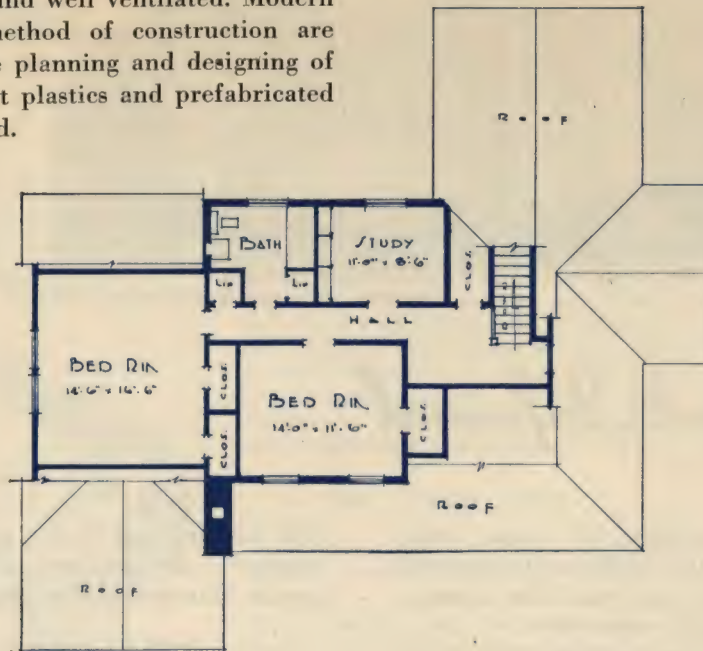 and well ventilated. Modern
method of construction are
planning and designing of
plastics and prefabricated
ROOF
BATH
STUDY
11'-0" x 8'-6"
CLOS.
LIN
LIN
HALL
BED RM
14'-6" x 16'-6"
CLOS.
BED RM
14'-0" x 11'-6"
CLOS.
CLOS.
ROOF
ROOF